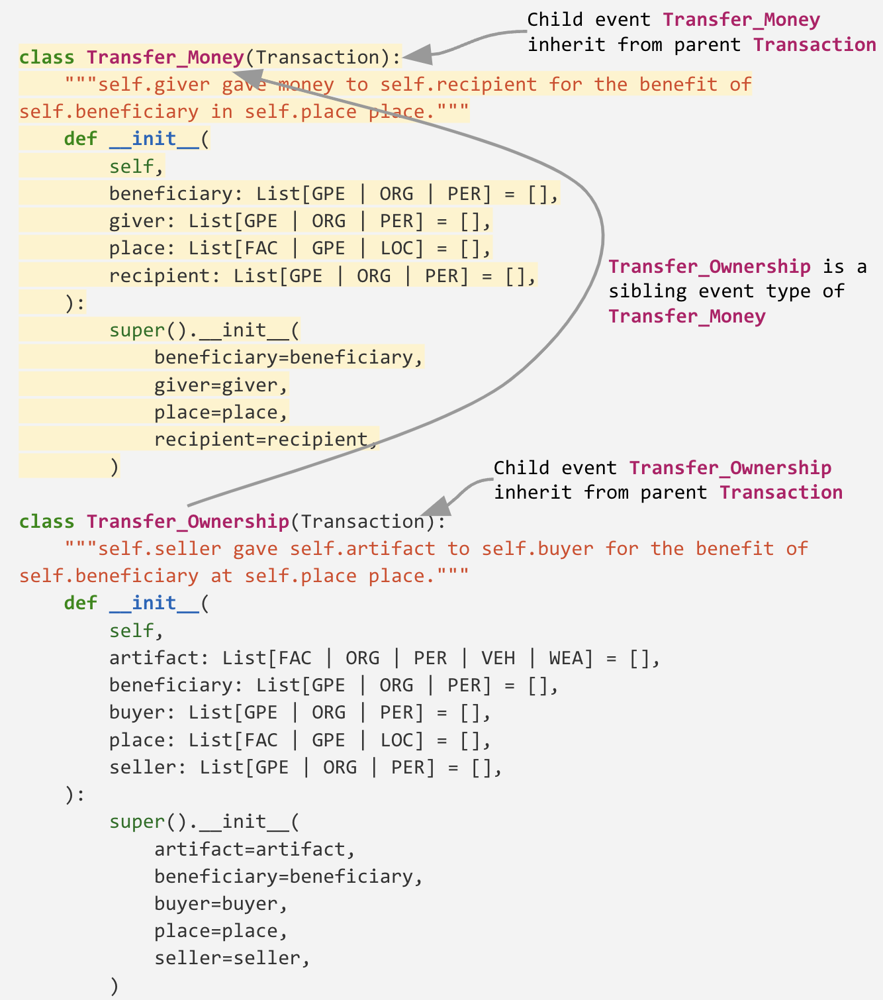 Child event Transfer_Money
inherit from parent Transaction
class Transfer_Money(Transaction):
    """self.giver gave money to self.recipient for the benefit of
self.beneficiary in self.place place."""
    def __init__(
        self,
        beneficiary: List[GPE | ORG | PER] = [],
        giver: List[GPE | ORG | PER] = [],
        place: List[FAC | GPE | LOC] = [],
        recipient: List[GPE | ORG | PER] = [],
    ):
        super().__init__(
            beneficiary=beneficiary,
            giver=giver,
            place=place,
            recipient=recipient,
        )
Transfer_Ownership is a
sibling event type of
Transfer_Money
Child event Transfer_Ownership
inherit from parent Transaction
class Transfer_Ownership(Transaction):
    """self.seller gave self.artifact to self.buyer for the benefit of
self.beneficiary at self.place place."""
    def __init__(
        self,
        artifact: List[FAC | ORG | PER | VEH | WEA] = [],
        beneficiary: List[GPE | ORG | PER] = [],
        buyer: List[GPE | ORG | PER] = [],
        place: List[FAC | GPE | LOC] = [],
        seller: List[GPE | ORG | PER] = [],
    ):
        super().__init__(
            artifact=artifact,
            beneficiary=beneficiary,
            buyer=buyer,
            place=place,
            seller=seller,
        )